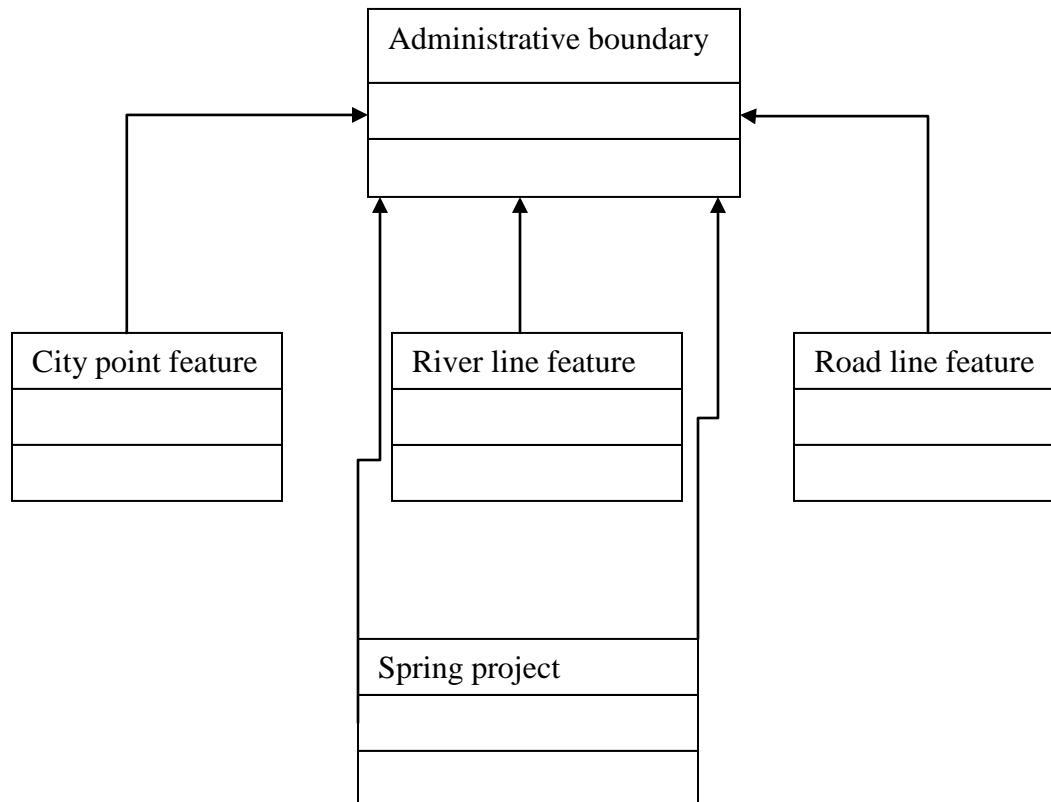 Administrative boundary
City point feature
River line feature
Road line feature
Spring project